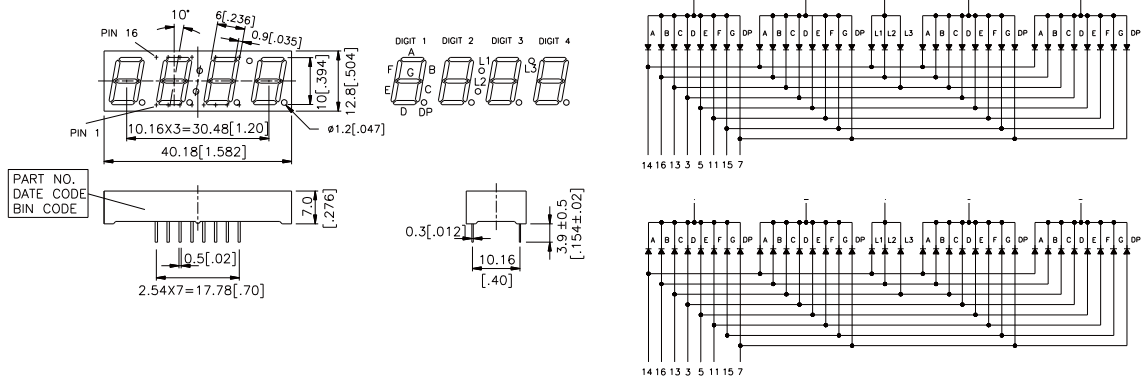 10°
6[.236]
0.9[.035]
PIN 16
PIN 1
10[.394]
12.8[.504]
ø1.2[.047]
10.16X3=30.48[1.20]
40.18[1.582]
DIGIT 1 DIGIT 2 DIGIT 3 DIGIT 4
A
F G B
E C
D DP
L1
L2
L3
PART NO.
DATE CODE
BIN CODE
7.0
[.276]
0.5[.02]
2.54X7=17.78[.70]
0.3[.012]
10.16
[.40]
3.9±0.5
[.154±.02]
A B C D E F G DP A B C D E F G DP L1 L2 L3 A B C D E F G DP A B C D E F G DP
14 16 13 3 5 11 15 7
A B C D E F G DP A B C D E F G DP L1 L2 L3 A B C D E F G DP A B C D E F G DP
14 16 13 3 5 11 15 7